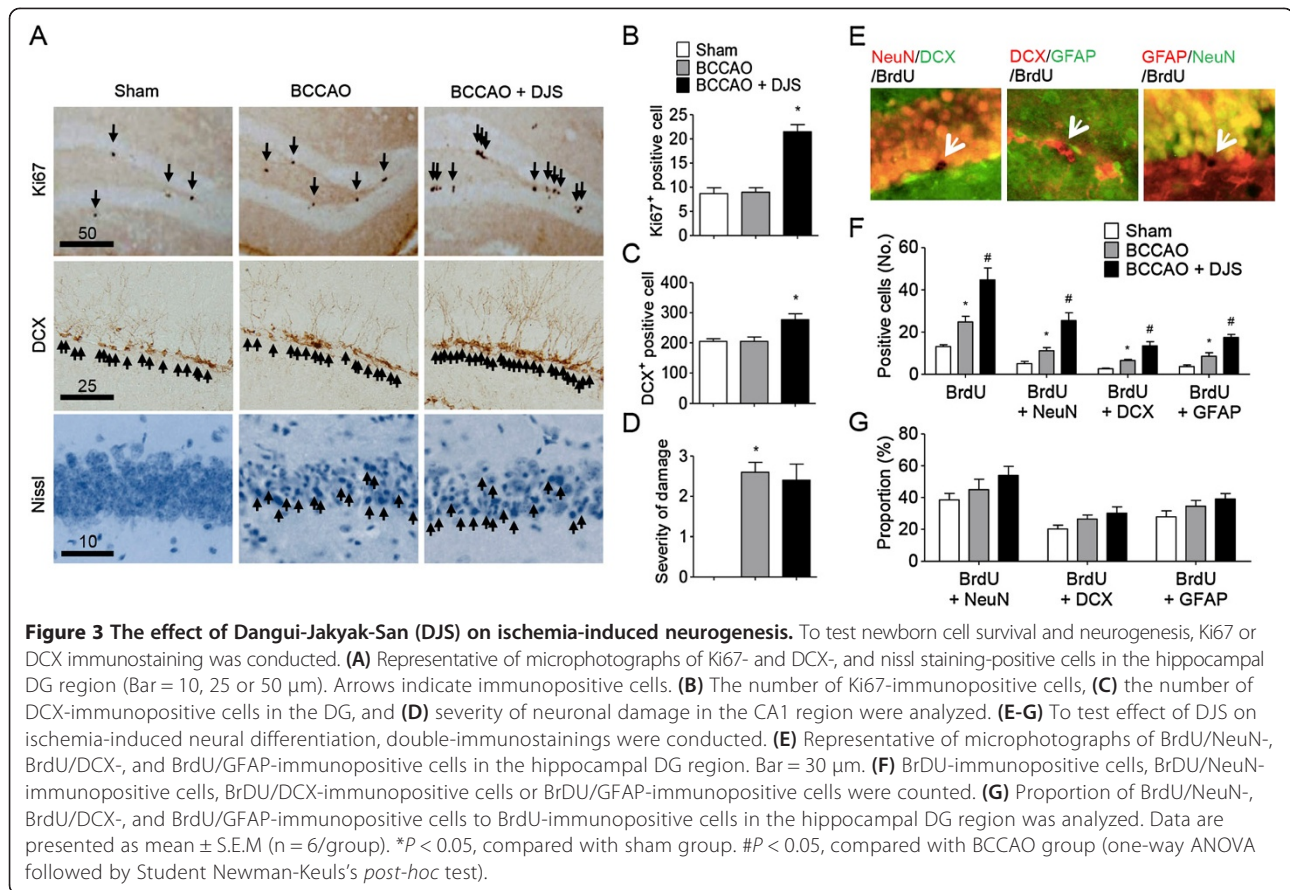 A
Sham
BCCAO
BCCAO + DJS
Ki67
50
DCX
25
Nissl
10
B
Sham
BCCAO
BCCAO + DJS
Ki67+ positive cell
25
20
15
10
5
0
*
C
DCX+ positive cell
400
300
200
100
0
*
D
Severity of damage
3
2
1
0
*
E
NeuN/DCX
/BrdU
DCX/GFAP
/BrdU
GFAP/NeuN
/BrdU
F
Sham
BCCAO
BCCAO + DJS
Positive cells (No.)
60
40
20
0
* # * # * # * #
BrdU
BrdU
+ NeuN
BrdU
+ DCX
BrdU
+ GFAP
G
Proportion (%)
80
60
40
20
0
BrdU
+ NeuN
BrdU
+ DCX
BrdU
+ GFAP
Figure 3 The effect of Dangui-Jakyak-San (DJS) on ischemia-induced neurogenesis. To test newborn cell survival and neurogenesis, Ki67 or
DCX immunostaining was conducted. (A) Representative of microphotographs of Ki67- and DCX-, and nissl staining-positive cells in the hippocampal
DG region (Bar = 10, 25 or 50 μm). Arrows indicate immunopositive cells. (B) The number of Ki67-immunopositive cells, (C) the number of
DCX-immunopositive cells in the DG, and (D) severity of neuronal damage in the CA1 region were analyzed. (E-G) To test effect of DJS on
ischemia-induced neural differentiation, double-immunostainings were conducted. (E) Representative of microphotographs of BrdU/NeuN-,
BrdU/DCX-, and BrdU/GFAP-immunopositive cells in the hippocampal DG region. Bar = 30 μm. (F) BrDU-immunopositive cells, BrDU/NeuN-
immunopositive cells, BrDU/DCX-immunopositive cells or BrDU/GFAP-immunopositive cells were counted. (G) Proportion of BrdU/NeuN-,
BrdU/DCX-, and BrdU/GFAP-immunopositive cells to BrdU-immunopositive cells in the hippocampal DG region was analyzed. Data are
presented as mean ± S.E.M (n = 6/group). *P < 0.05, compared with sham group. #P < 0.05, compared with BCCAO group (one-way ANOVA
followed by Student Newman-Keuls's post-hoc test).